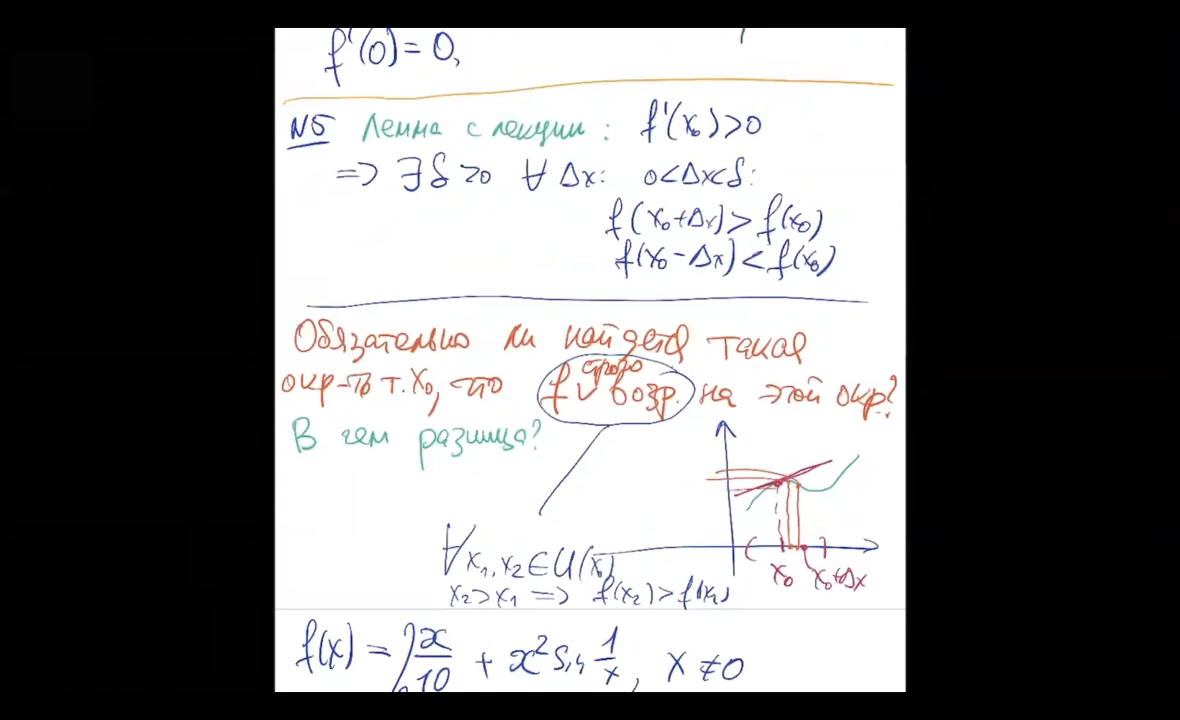 f'(0) = 0,
N5 Лемма с лекции: f'(x₀) > 0
=> ∃ δ > 0 ∀ Δx: 0 < Δx < δ:
f(x₀+Δx) > f(x₀)
f(x₀-Δx) < f(x₀)
Обязательно ли найдется такая
окр-ть т. x₀, что f строго возр. на этой окр?
В чем разница?
∀ x₁, x₂ ∈ U(x₀)
x₂ > x₁ => f(x₂) > f(x₁)
x₀ x₀+Δx
f(x) = { x/10 + x² sin 1/x, x ≠ 0